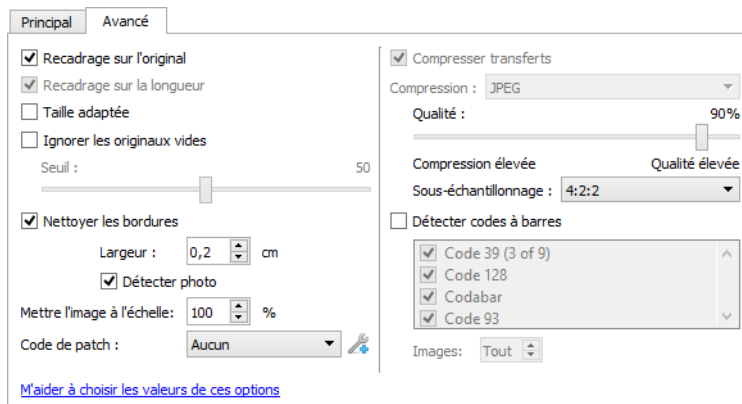 Principal
Avancé
Recadrage sur l'original
Recadrage sur la longueur
Taille adaptée
Ignorer les originaux vides
Seuil :
50
Nettoyer les bordures
Largeur :
0,2
cm
Détecter photo
Mettre l'image à l'échelle:
100
%
Code de patch :
Aucun
M'aider à choisir les valeurs de ces options
Compresser transferts
Compression :
JPEG
Qualité :
90%
Compression élevée
Qualité élevée
Sous-échantillonnage :
4:2:2
Détecter codes à barres
Code 39 (3 of 9)
Code 128
Codabar
Code 93
Images:
Tout